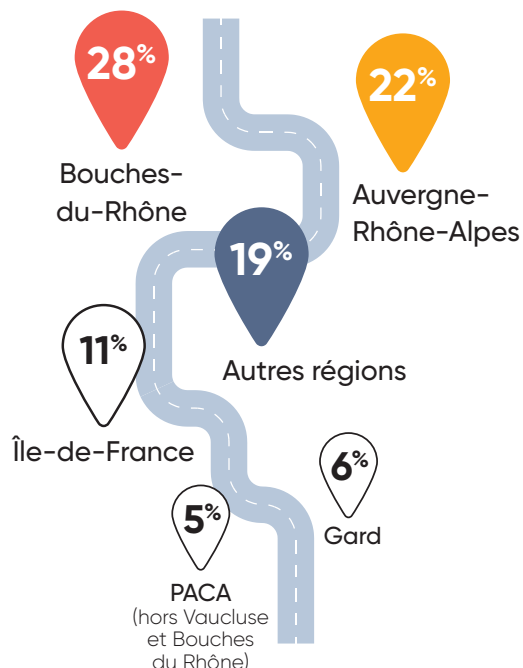 28%
Bouches-
du-Rhône
22%
Auvergne-
Rhône-Alpes
19%
Autres régions
11%
Île-de-France
6%
Gard
5%
PACA
(hors Vaucluse
et Bouches
du Rhône)